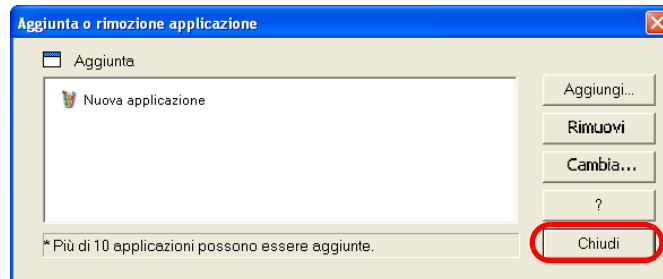 Aggiunta o rimozione applicazione
Aggiunta
Nuova applicazione
Aggiungi...
Rimuovi
Cambia...
?
Chiudi
* Più di 10 applicazioni possono essere aggiunte.